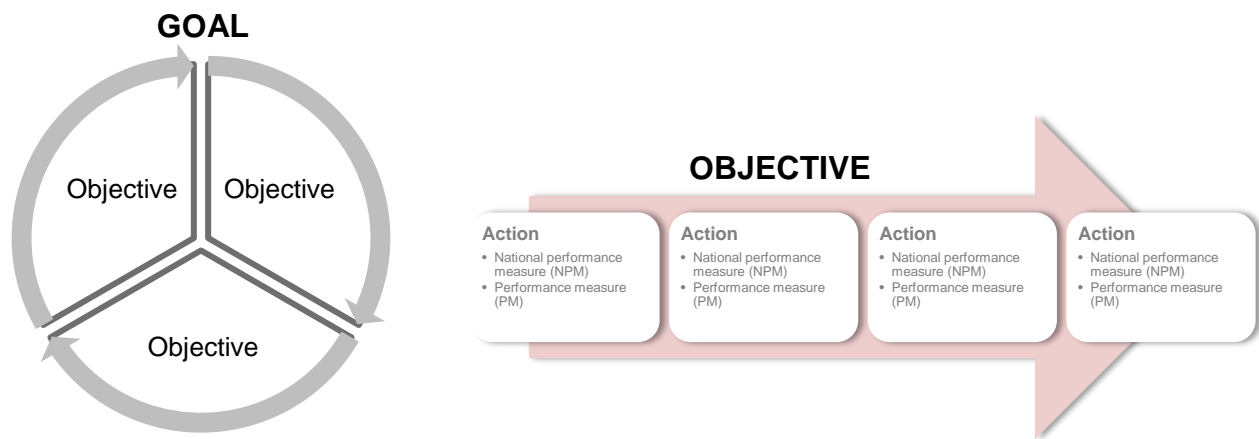 GOAL
Objective
Objective
Objective
OBJECTIVE
Action
• National performance
measure (NPM)
• Performance measure
(PM)
Action
• National performance
measure (NPM)
• Performance measure
(PM)
Action
• National performance
measure (NPM)
• Performance measure
(PM)
Action
• National performance
measure (NPM)
• Performance measure
(PM)